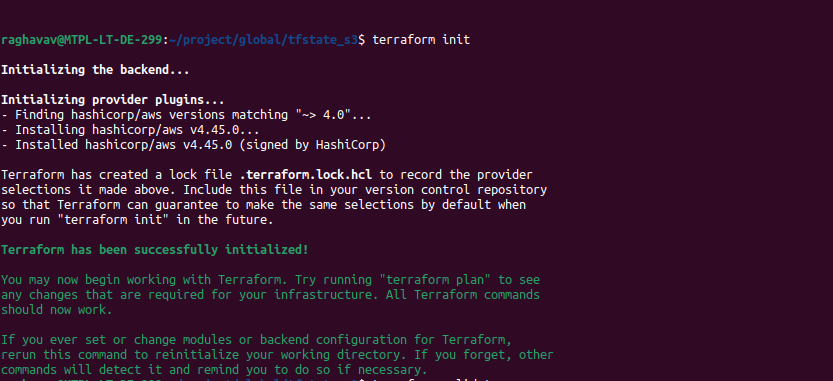 raghavav@MTPL-LT-DE-299:~/project/global/tfstate_s3$ terraform init
Initializing the backend...
Initializing provider plugins...
- Finding hashicorp/aws versions matching "~> 4.0"...
- Installing hashicorp/aws v4.45.0...
- Installed hashicorp/aws v4.45.0 (signed by HashiCorp)
Terraform has created a lock file .terraform.lock.hcl to record the provider
selections it made above. Include this file in your version control repository
so that Terraform can guarantee to make the same selections by default when
you run "terraform init" in the future.
Terraform has been successfully initialized!
You may now begin working with Terraform. Try running "terraform plan" to see
any changes that are required for your infrastructure. All Terraform commands
should now work.
If you ever set or change modules or backend configuration for Terraform,
rerun this command to reinitialize your working directory. If you forget, other
commands will detect it and remind you to do so if necessary.